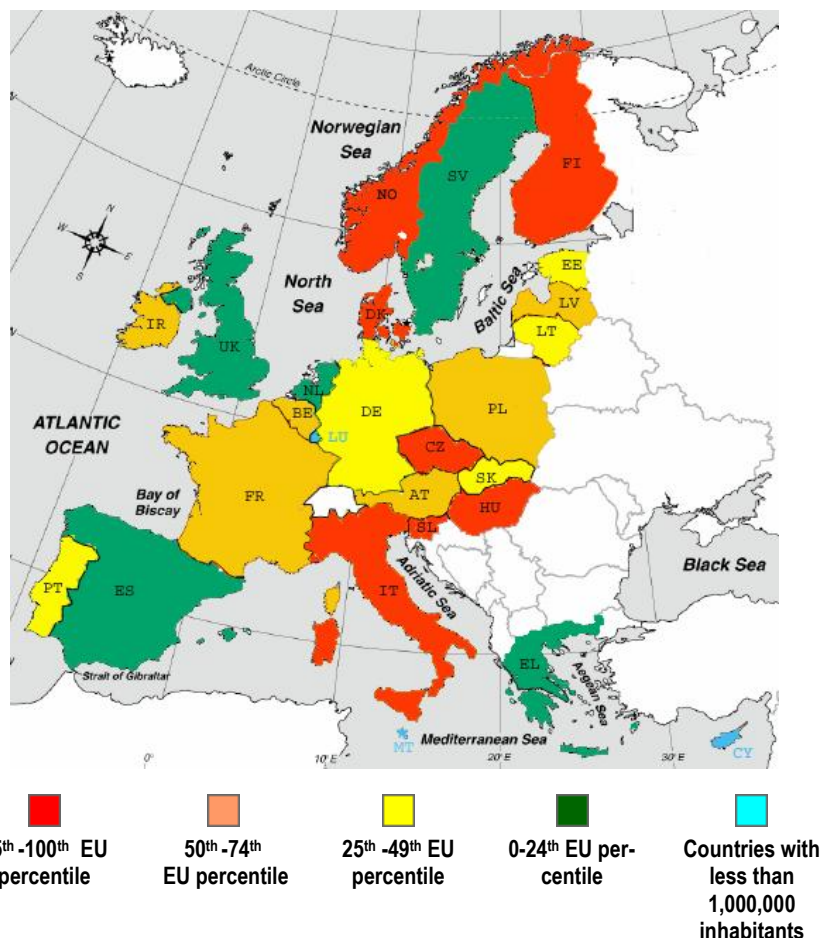 Arctic Circle
Norwegian
Sea
NO
SV
FI
N
W
E
S
North
Sea
Baltic Sea
EE
LV
LT
IR
UK
DK
NL
BE
DE
PL
LU
ATLANTIC
OCEAN
CZ
SK
Bay of
Biscay
FR
AT
HU
SL
Black Sea
PT
ES
IT
Adriatic Sea
EL
Aegean Sea
Strait of Gibraltar
MT
Mediterranean Sea
CY
0°
10° E
20° E
30° E
5th -100th EU
percentile
50th -74th
EU percentile
25th -49th EU
percentile
0-24th EU per-
centile
Countries with
less than
1,000,000
inhabitants